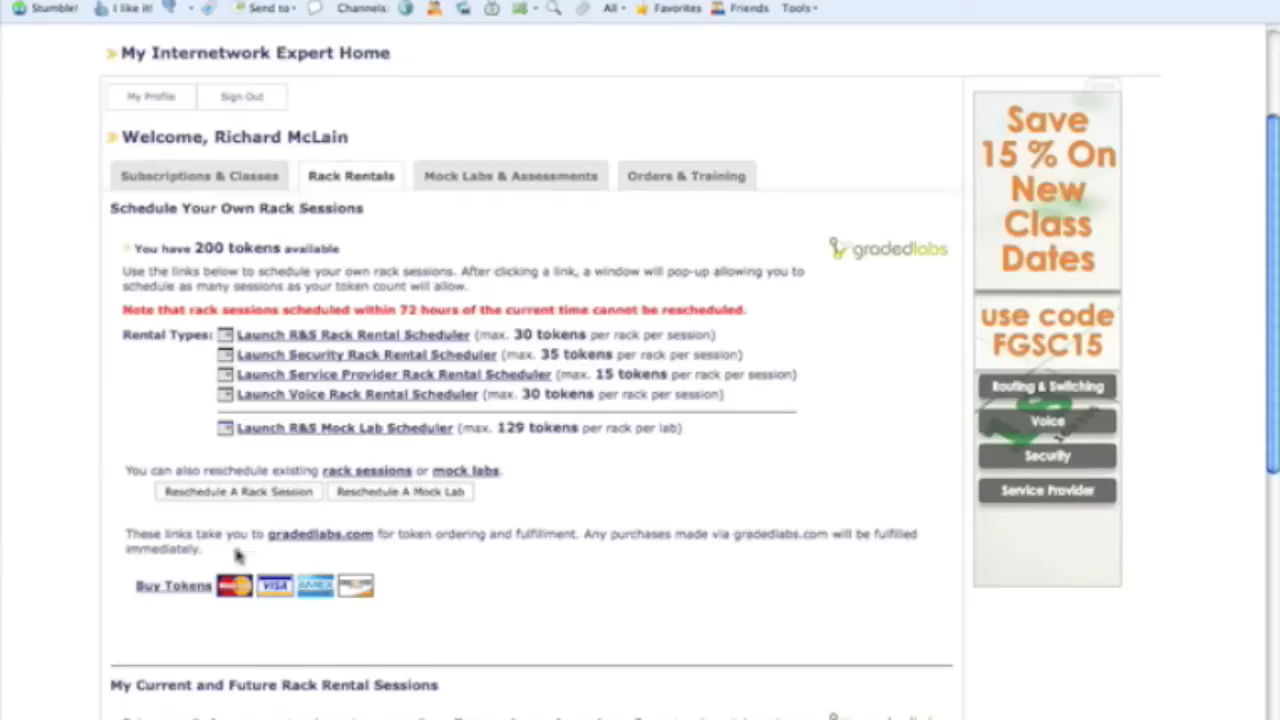 Stumble! I like it! Send to Channels: All Favorites Friends Tools
My Internetwork Expert Home
My Profile Sign Out
Welcome, Richard McLain
Subscriptions & Classes Rack Rentals Mock Labs & Assessments Orders & Training
Schedule Your Own Rack Sessions
You have 200 tokens available
gradedlabs
Use the links below to schedule your own rack sessions. After clicking a link, a window will pop-up allowing you to
schedule as many sessions as your token count will allow.
Note that rack sessions scheduled within 72 hours of the current time cannot be rescheduled.
Rental Types: Launch R&S Rack Rental Scheduler (max. 30 tokens per rack per session)
Launch Security Rack Rental Scheduler (max. 35 tokens per rack per session)
Launch Service Provider Rack Rental Scheduler (max. 15 tokens per rack per session)
Launch Voice Rack Rental Scheduler (max. 30 tokens per rack per session)
Launch R&S Mock Lab Scheduler (max. 129 tokens per rack per lab)
You can also reschedule existing rack sessions or mock labs.
Reschedule A Rack Session Reschedule A Mock Lab
These links take you to gradedlabs.com for token ordering and fulfillment. Any purchases made via gradedlabs.com will be fulfilled
immediately.
Buy Tokens VISA AMEX
My Current and Future Rack Rental Sessions
Save
15 % On
New
Class
Dates
use code
FGSC15
Routing & Switching
Voice
Security
Service Provider